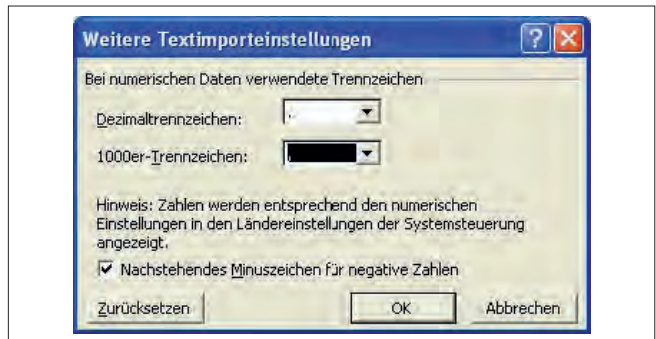 Weitere Textimporteinstellungen
Bei numerischen Daten verwendete Trennzeichen
Dezimaltrennzeichen: .
1000er-Trennzeichen:
Hinweis: Zahlen werden entsprechend den numerischen
Einstellungen in den Ländereinstellungen der Systemsteuerung
angezeigt.
Nachstehendes Minuszeichen für negative Zahlen
Zurücksetzen OK Abbrechen